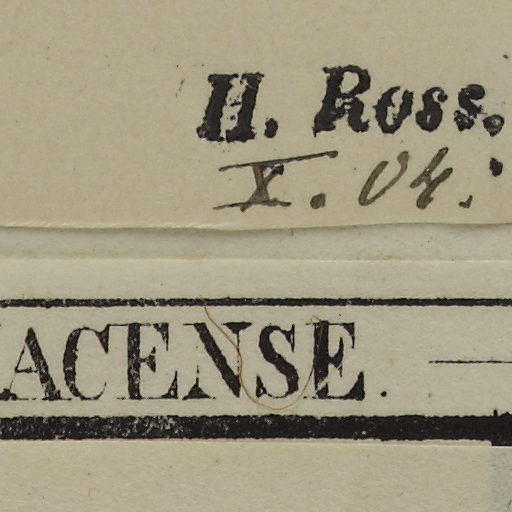 H. Ross.
X. 04.
ACENSE.